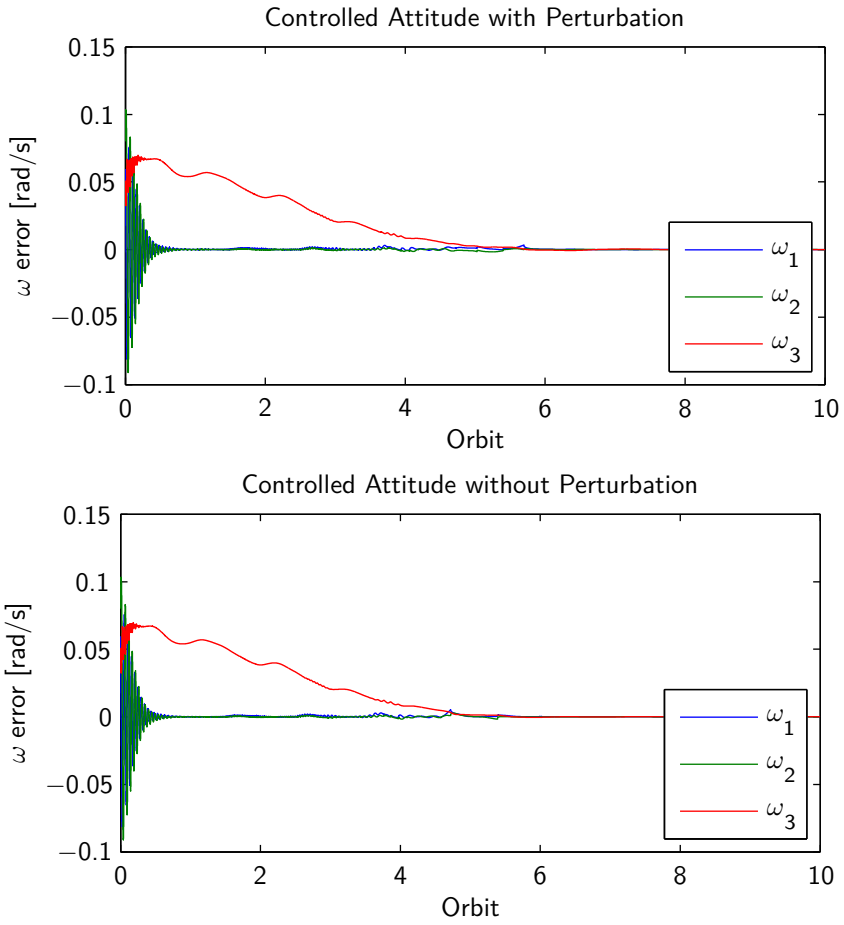 Controlled Attitude with Perturbation
0.15
0.1
0.05
0
−0.05
−0.1
ω error [rad/s]
ω1
ω2
ω3
0 2 4 6 8 10
Orbit
Controlled Attitude without Perturbation
0.15
0.1
0.05
0
−0.05
−0.1
ω error [rad/s]
ω1
ω2
ω3
0 2 4 6 8 10
Orbit